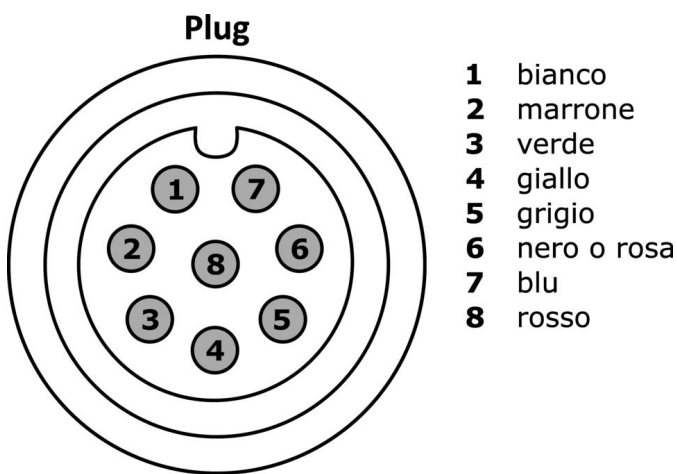 Plug
1 bianco
2 marrone
3 verde
4 giallo
5 grigio
6 nero o rosa
7 blu
8 rosso
1 7
2 8 6
3 5
4